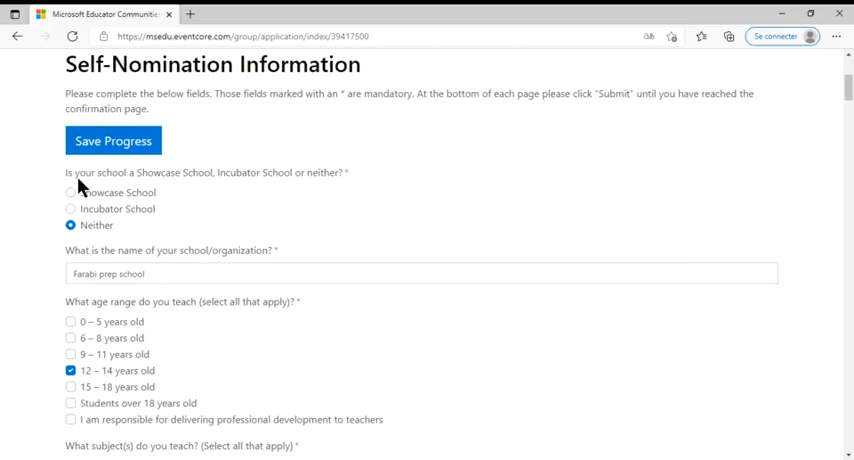 Microsoft Educator Communities
https://msedu.eventcore.com/group/application/index/39417500
Se connecter
Self-Nomination Information
Please complete the below fields. Those fields marked with an * are mandatory. At the bottom of each page please click "Submit" until you have reached the
confirmation page.
Save Progress
Is your school a Showcase School, Incubator School or neither? *
Showcase School
Incubator School
Neither
What is the name of your school/organization? *
Farabi prep school
What age range do you teach (select all that apply)? *
0 – 5 years old
6 – 8 years old
9 – 11 years old
12 – 14 years old
15 – 18 years old
Students over 18 years old
I am responsible for delivering professional development to teachers
What subject(s) do you teach? (Select all that apply) *